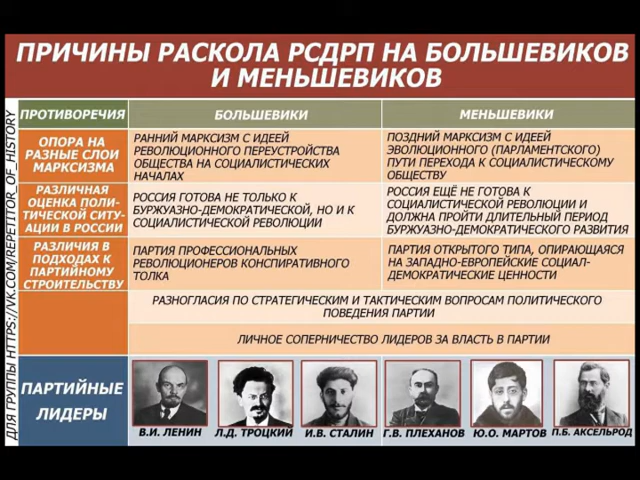 ПРИЧИНЫ РАСКОЛА РСДРП НА БОЛЬШЕВИКОВ
И МЕНЬШЕВИКОВ
ПРОТИВОРЕЧИЯ
БОЛЬШЕВИКИ
МЕНЬШЕВИКИ
ОПОРА НА
РАЗНЫЕ СЛОИ
МАРКСИЗМА
РАННИЙ МАРКСИЗМ С ИДЕЕЙ
РЕВОЛЮЦИОННОГО ПЕРЕУСТРОЙСТВА
ОБЩЕСТВА НА СОЦИАЛИСТИЧЕСКИХ
НАЧАЛАХ
ПОЗДНИЙ МАРКСИЗМ С ИДЕЕЙ
ЭВОЛЮЦИОННОГО (ПАРЛАМЕНТСКОГО)
ПУТИ ПЕРЕХОДА К СОЦИАЛИСТИЧЕСКОМУ
ОБЩЕСТВУ
РАЗЛИЧНАЯ
ОЦЕНКА ПОЛИ-
ТИЧЕСКОЙ СИТУ-
АЦИИ В РОССИИ
РОССИЯ ГОТОВА НЕ ТОЛЬКО К
БУРЖУАЗНО-ДЕМОКРАТИЧЕСКОЙ, НО И К
СОЦИАЛИСТИЧЕСКОЙ РЕВОЛЮЦИИ
РОССИЯ ЕЩЁ НЕ ГОТОВА К
СОЦИАЛИСТИЧЕСКОЙ РЕВОЛЮЦИИ И
ДОЛЖНА ПРОЙТИ ДЛИТЕЛЬНЫЙ ПЕРИОД
БУРЖУАЗНО-ДЕМОКРАТИЧЕСКОГО РАЗВИТИЯ
РАЗЛИЧИЯ В
ПОДХОДАХ К
ПАРТИЙНОМУ
СТРОИТЕЛЬСТВУ
ПАРТИЯ ПРОФЕССИОНАЛЬНЫХ
РЕВОЛЮЦИОНЕРОВ КОНСПИРАТИВНОГО
ТОЛКА
ПАРТИЯ ОТКРЫТОГО ТИПА, ОПИРАЮЩАЯСЯ
НА ЗАПАДНО-ЕВРОПЕЙСКИЕ СОЦИАЛ-
ДЕМОКРАТИЧЕСКИЕ ЦЕННОСТИ
РАЗНОГЛАСИЯ ПО СТРАТЕГИЧЕСКИМ И ТАКТИЧЕСКИМ ВОПРОСАМ ПОЛИТИЧЕСКОГО
ПОВЕДЕНИЯ ПАРТИИ
ЛИЧНОЕ СОПЕРНИЧЕСТВО ЛИДЕРОВ ЗА ВЛАСТЬ В ПАРТИИ
ПАРТИЙНЫЕ
ЛИДЕРЫ
В.И. ЛЕНИН
Л.Д. ТРОЦКИЙ
И.В. СТАЛИН
Г.В. ПЛЕХАНОВ
Ю.О. МАРТОВ
П.Б. АКСЕЛЬРОД
ДЛЯ ГРУППЫ HTTPS://VK.COM/REPETITOR_OF_HISTORY